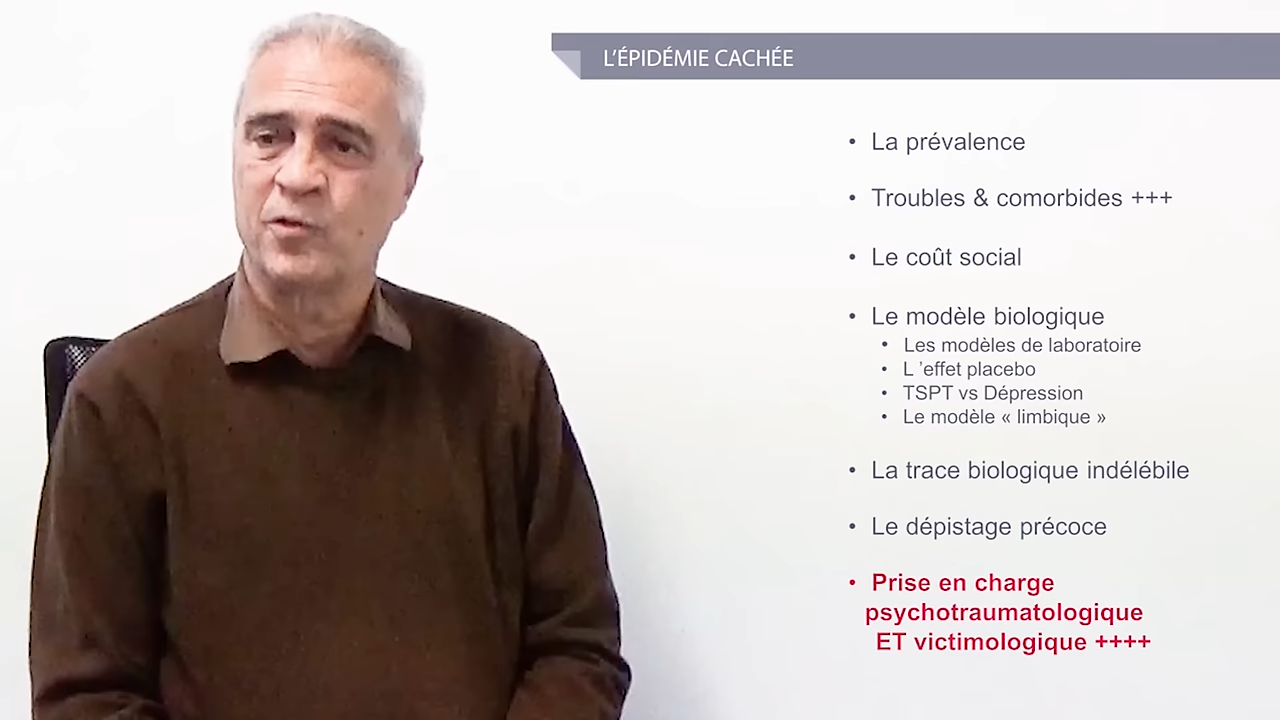 L'ÉPIDÉMIE CACHÉE
• La prévalence
• Troubles & comorbides +++
• Le coût social
• Le modèle biologique
• Les modèles de laboratoire
• L 'effet placebo
• TSPT vs Dépression
• Le modèle « limbique »
• La trace biologique indélébile
• Le dépistage précoce
• Prise en charge
psychotraumatologique
ET victimologique ++++